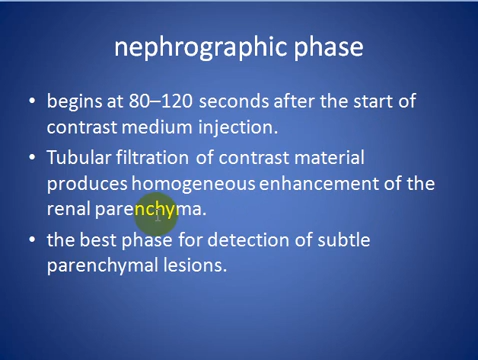 nephrographic phase
• begins at 80–120 seconds after the start of
contrast medium injection.
• Tubular filtration of contrast material
produces homogeneous enhancement of the
renal parenchyma.
• the best phase for detection of subtle
parenchymal lesions.